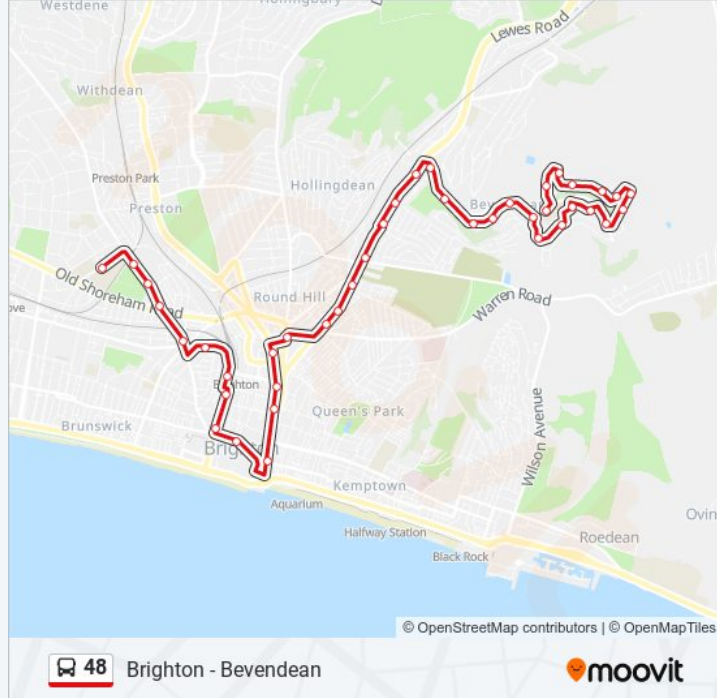 Westdene
Lewes Road
Withdean
Preston Park
Hollingdean
Preston
Old Shoreham Road
Round Hill
Warren Road
ove
Brighton
Queen's Park
Wilson Avenue
Brunswick
Brighton
Kemptown
Aquarium
Ovin
Halfway Station
Roedean
Black Rock
© OpenStreetMap contributors | © OpenMapTiles
48 Brighton - Bevendean
moovit